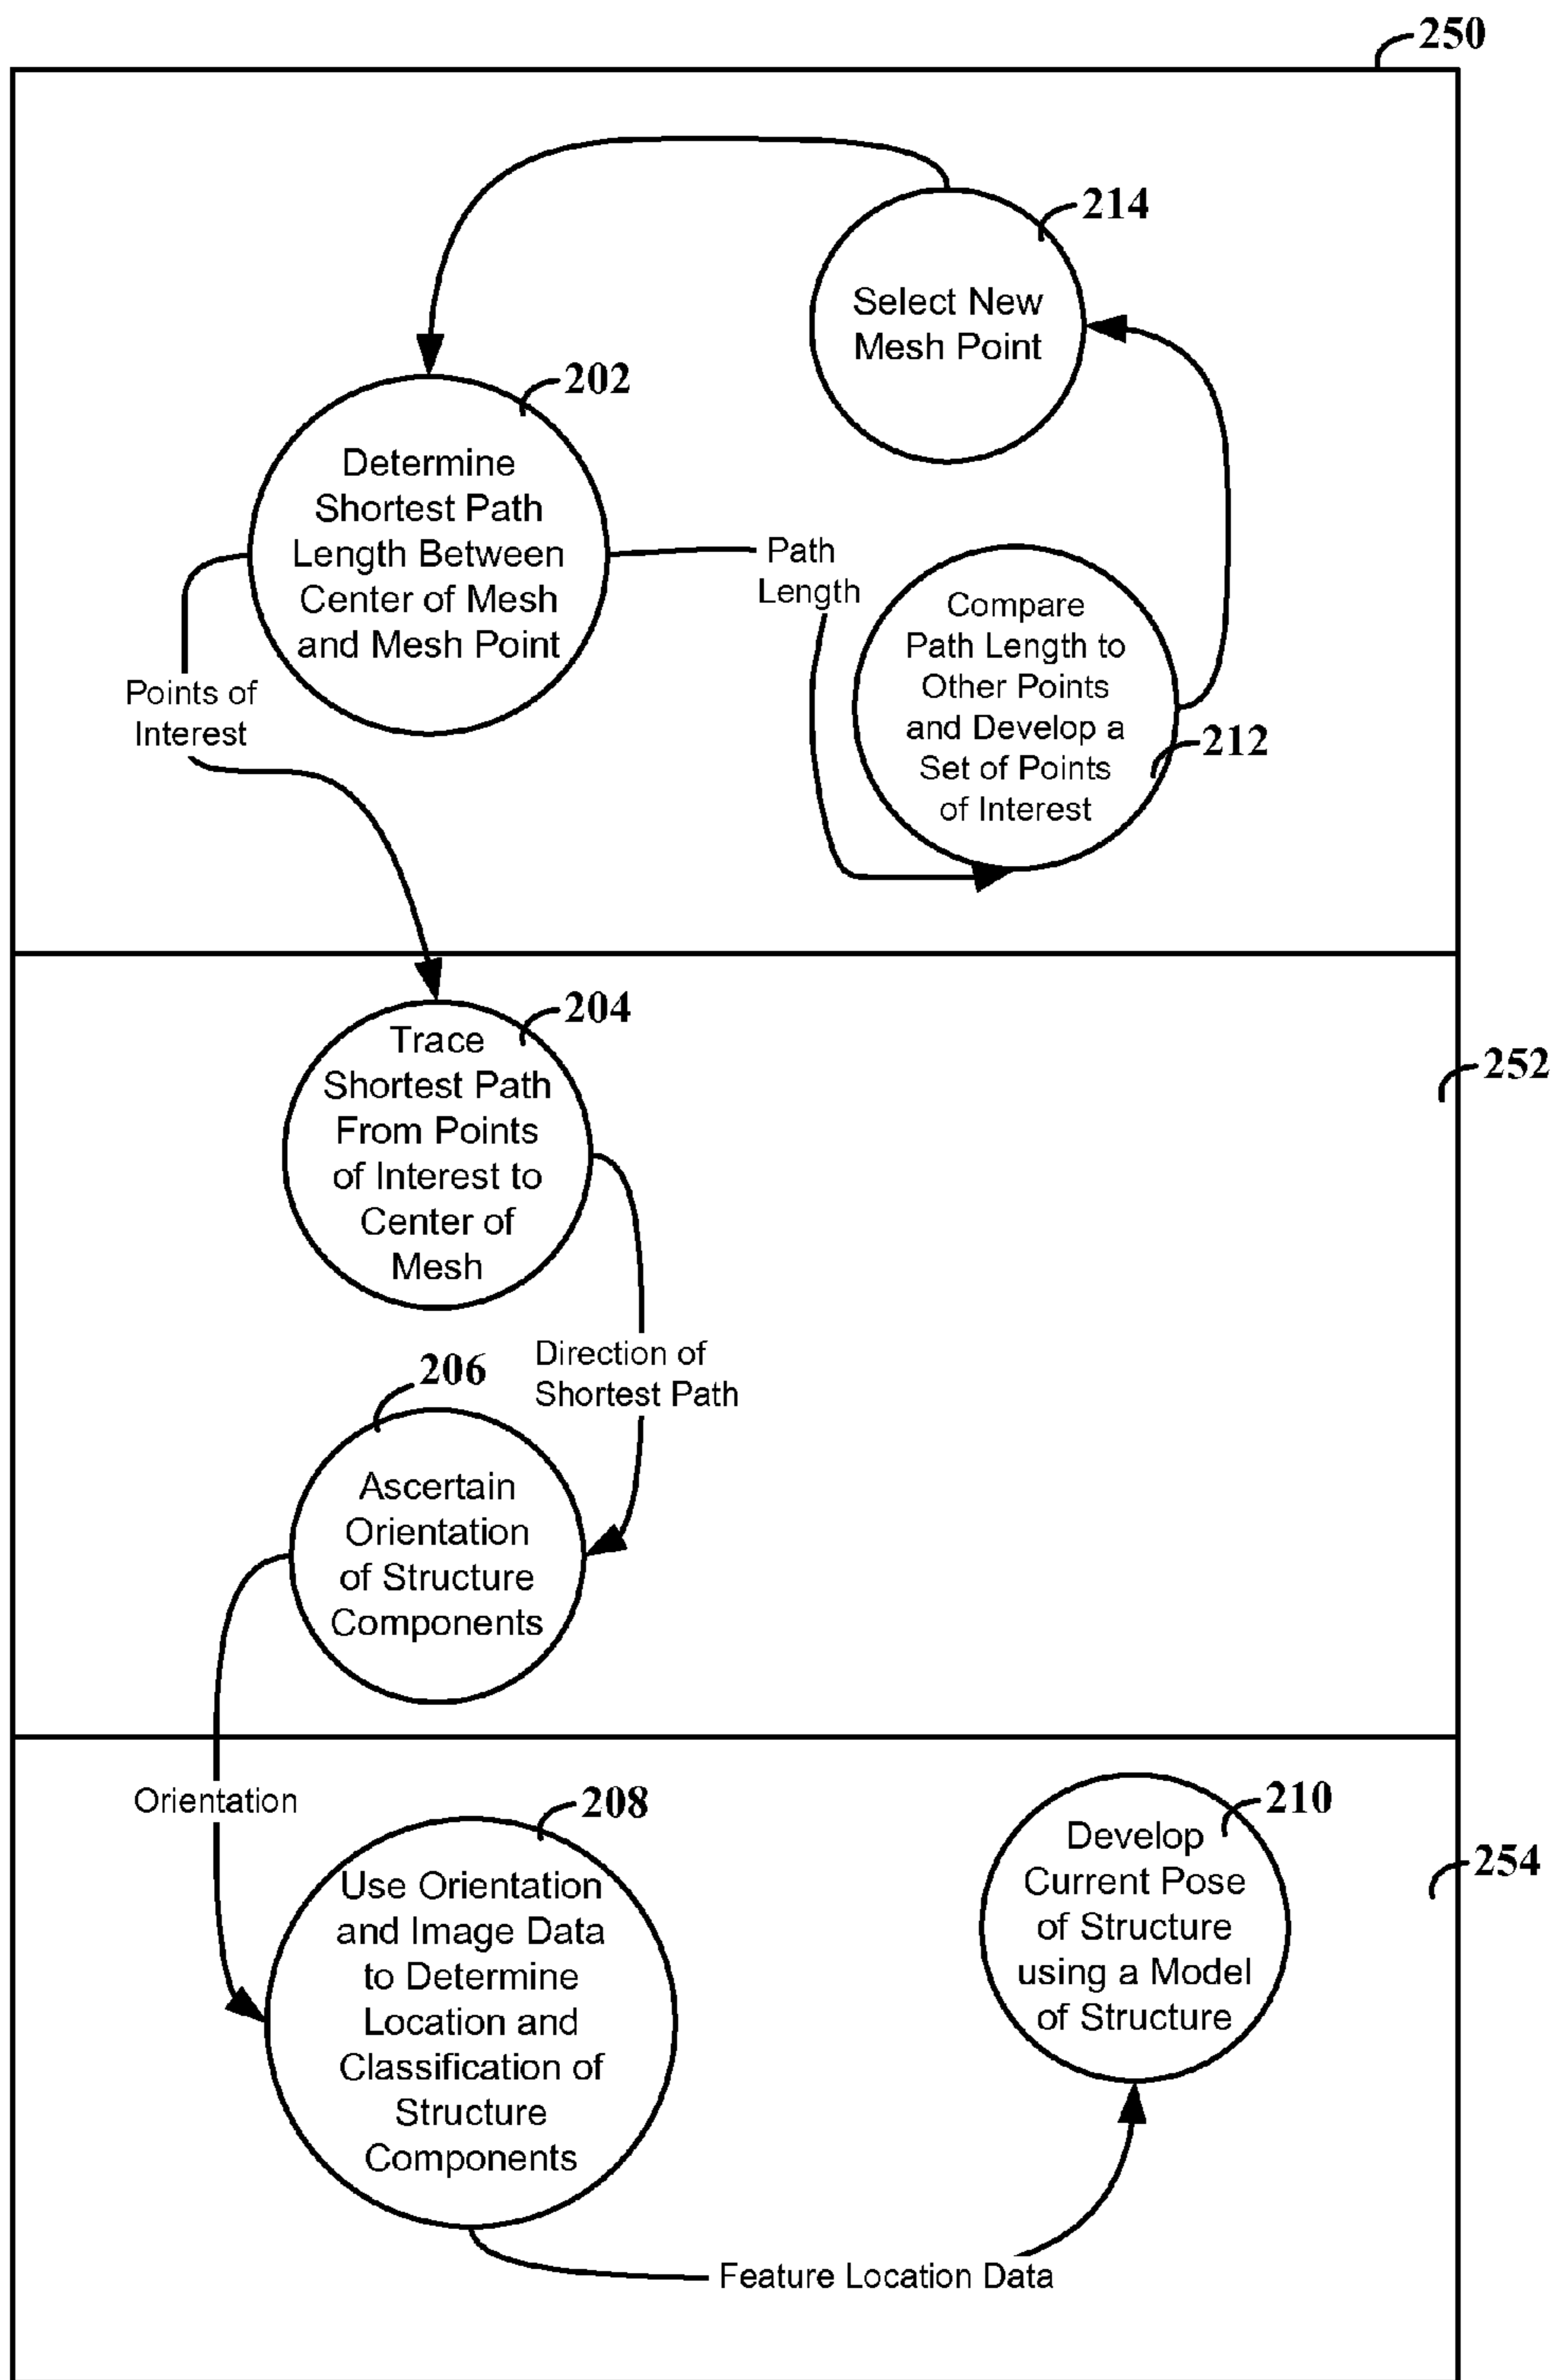 250
214
Select New
Mesh Point
202
Determine
Shortest Path
Length Between
Center of Mesh
and Mesh Point
Path
Length
Compare
Path Length to
Other Points
and Develop a
Set of Points
of Interest
212
Points of
Interest
204
Trace
Shortest Path
From Points
of Interest to
Center of
Mesh
252
Direction of
Shortest Path
206
Ascertain
Orientation
of Structure
Components
Orientation
208
Use Orientation
and Image Data
to Determine
Location and
Classification of
Structure
Components
210
Develop
Current Pose
of Structure
using a Model
of Structure
254
Feature Location Data